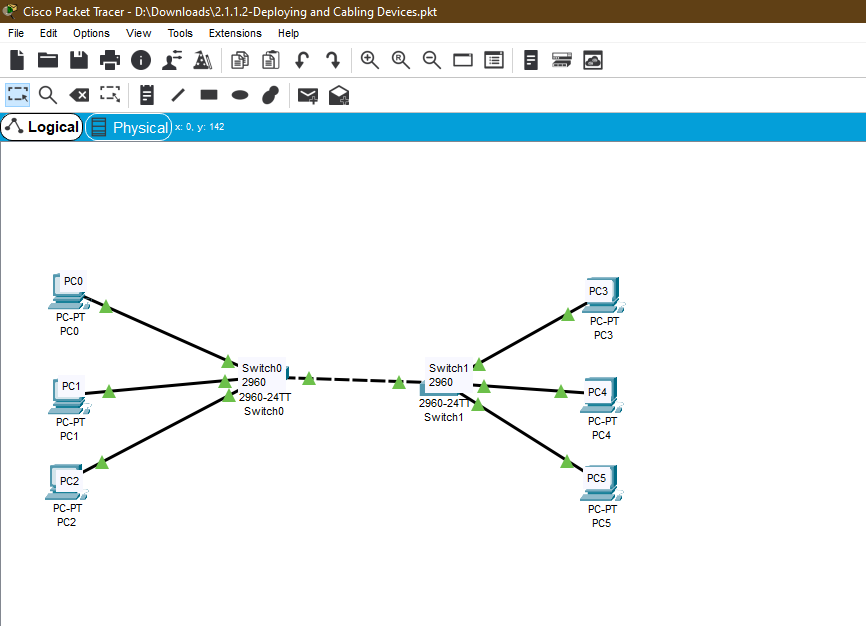 Cisco Packet Tracer - D:\Downloads\2.1.1.2-Deploying and Cabling Devices.pkt
File Edit Options View Tools Extensions Help
Logical Physical x: 0, y: 142
PC0
PC-PT
PC0
PC1
PC-PT
PC1
PC2
PC-PT
PC2
Switch0
2960
2960-24TT
Switch0
Switch1
2960
2960-24TT
Switch1
PC3
PC-PT
PC3
PC4
PC-PT
PC4
PC5
PC-PT
PC5